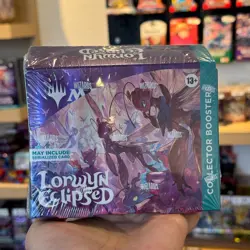 13+
MAY INCLUDE
SERIALIZED CARD
LORWYN
ECLIPSED
COLLECTOR BOOSTER